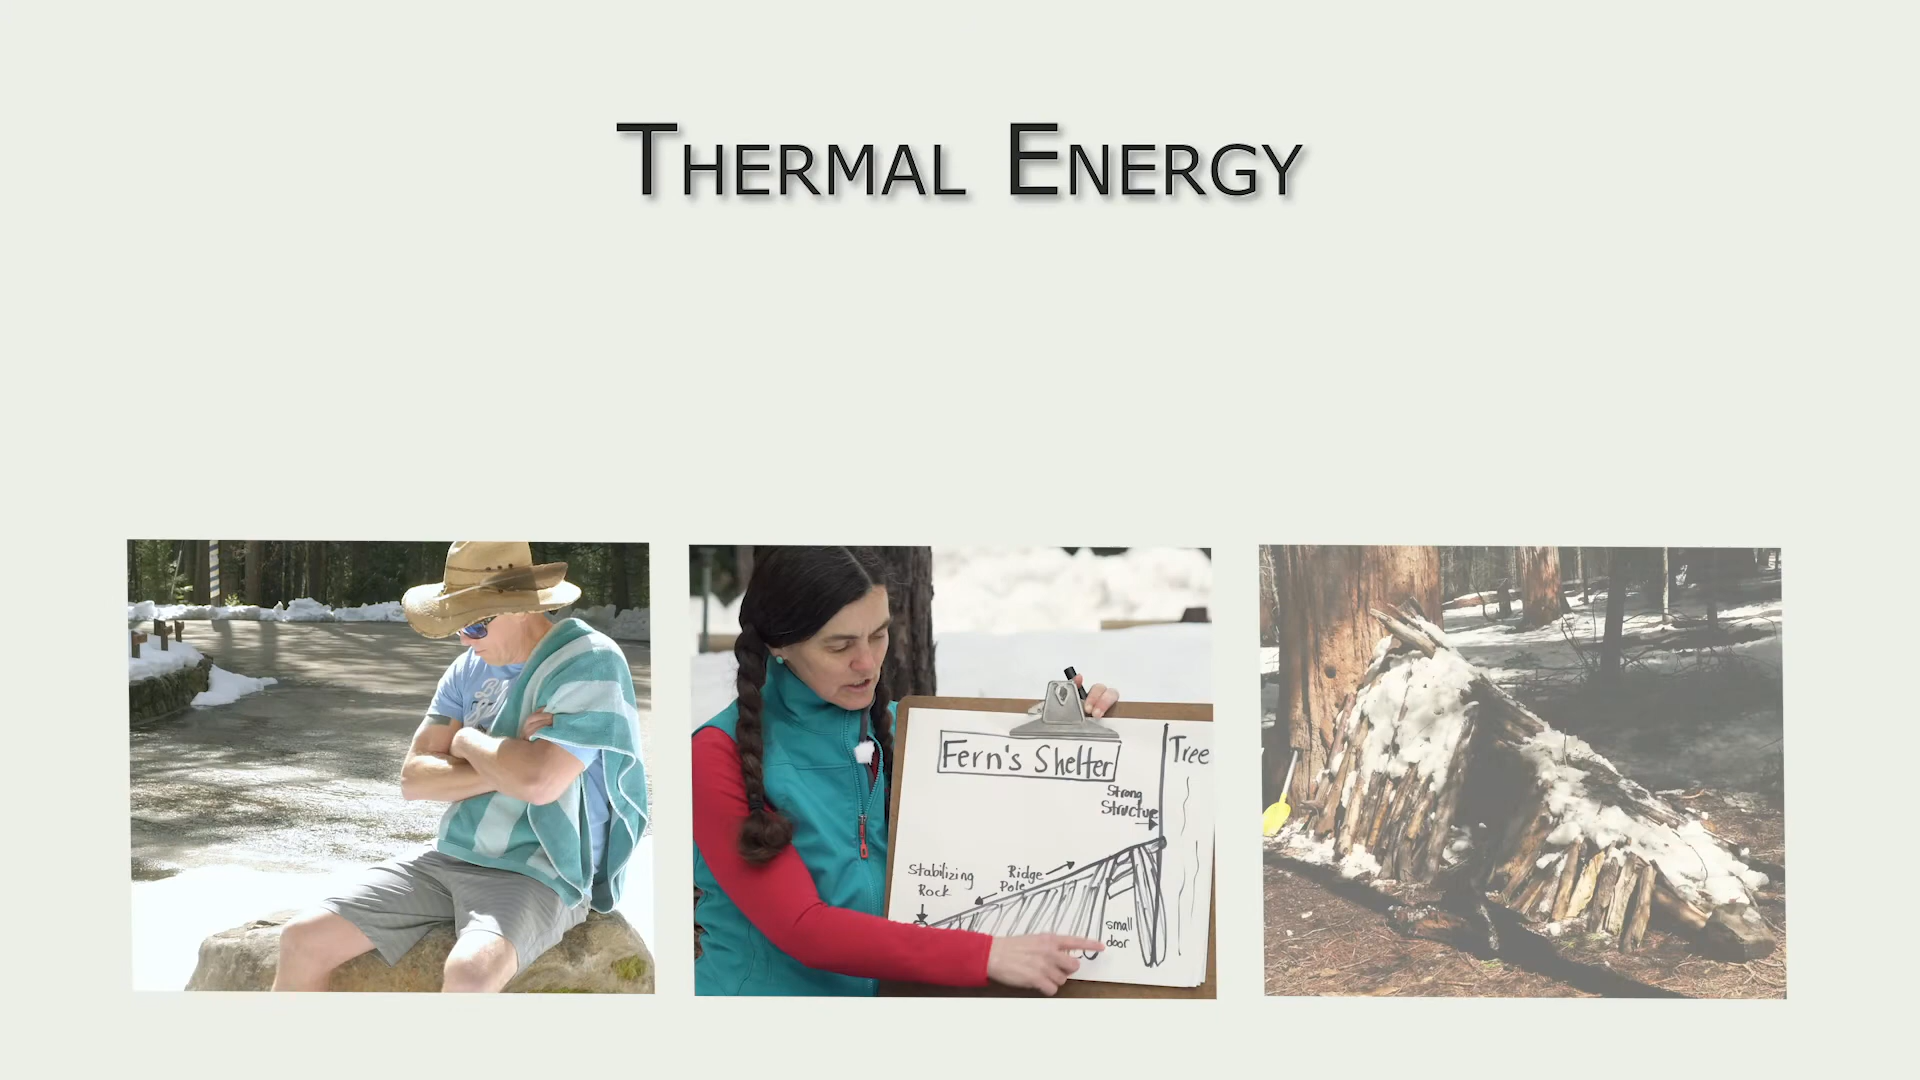 THERMAL ENERGY
Fern's Shelter
Tree
Strong
Structure
Stabilizing
Rock
Ridge
Pole
small
door